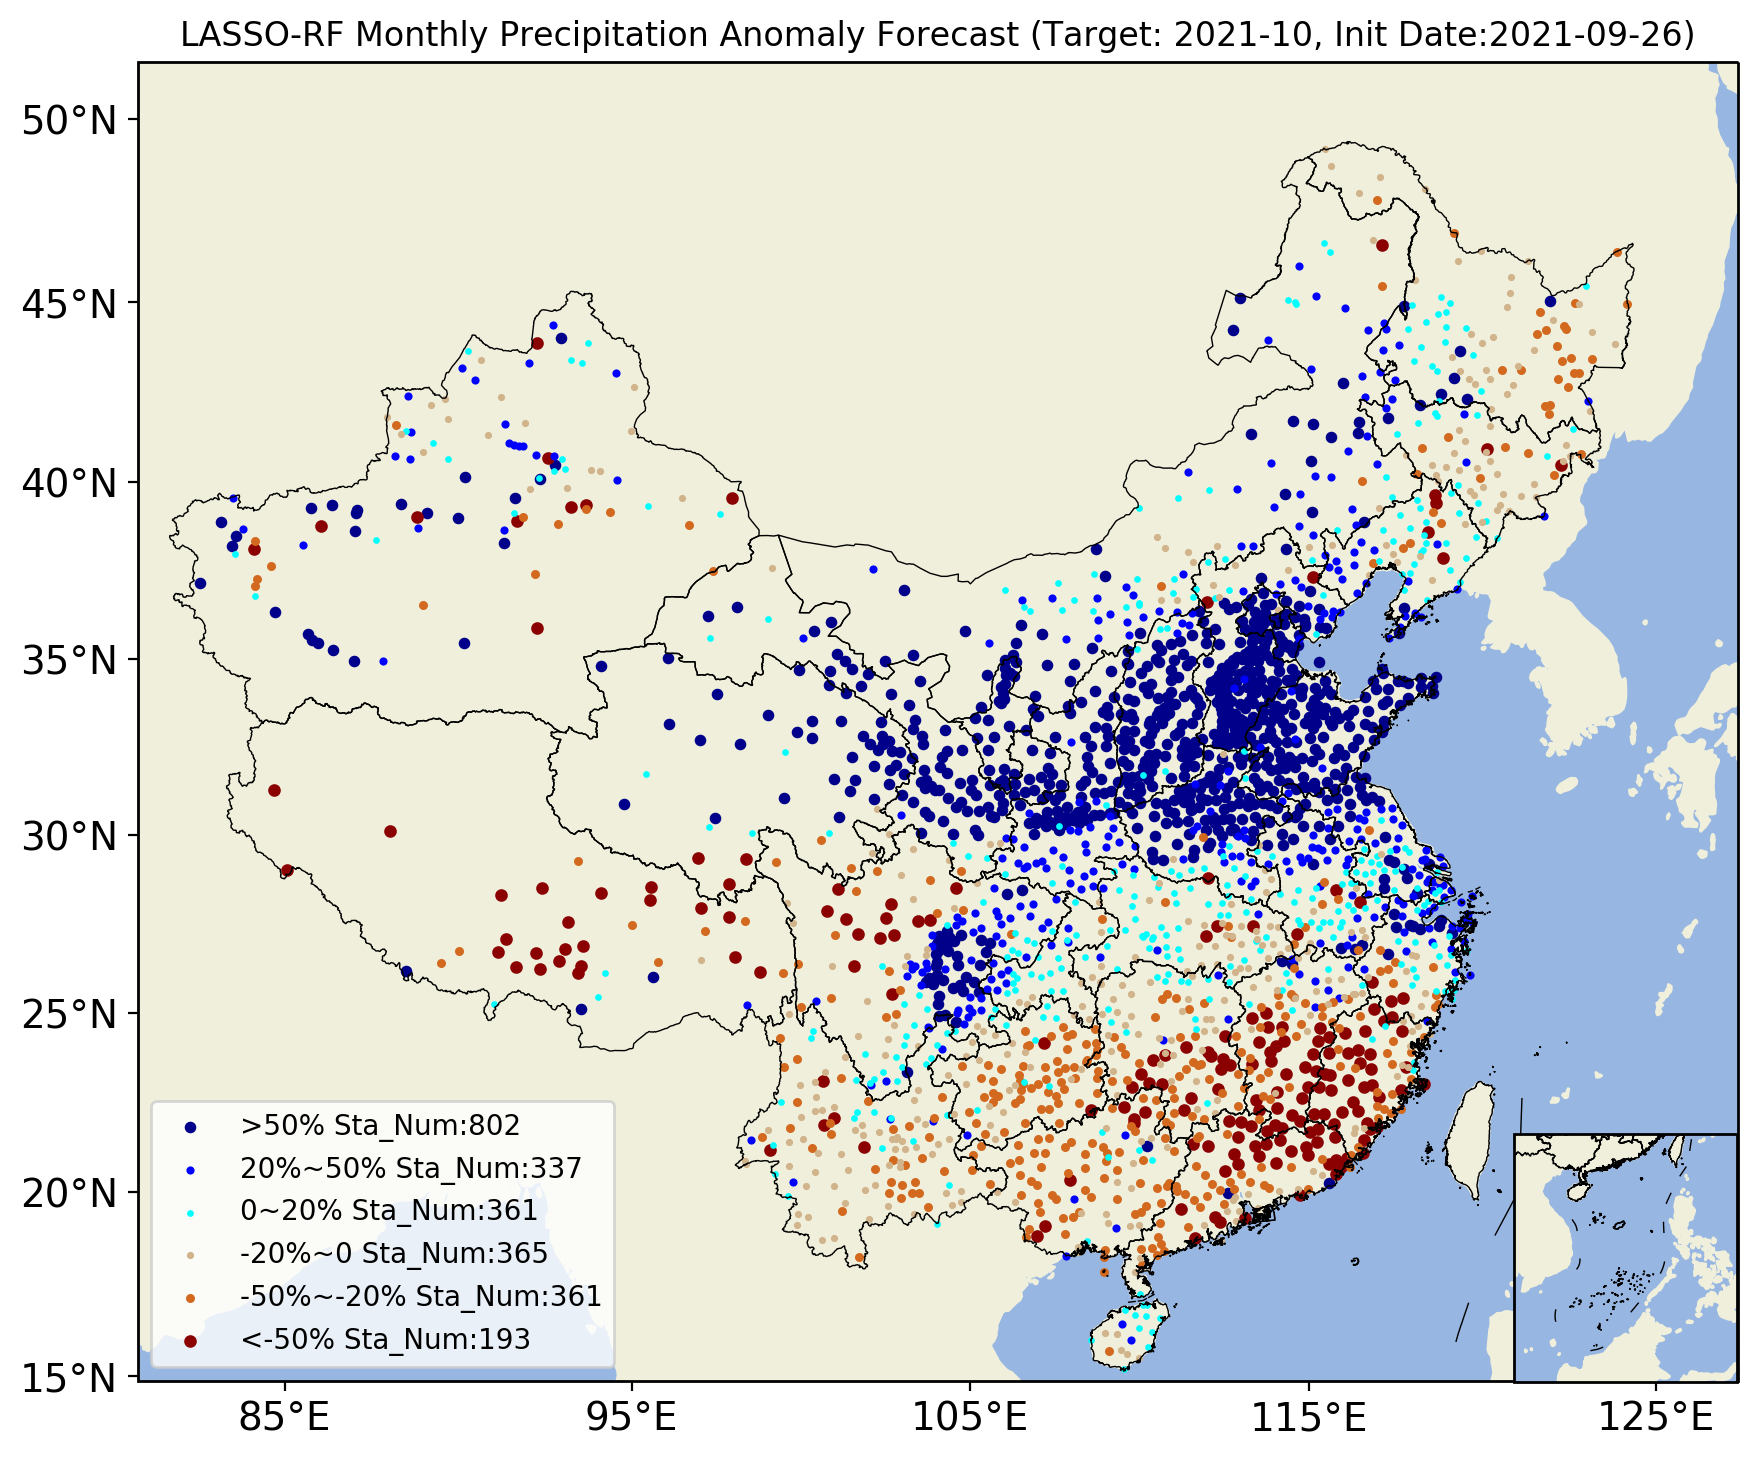 LASSO-RF Monthly Precipitation Anomaly Forecast (Target: 2021-10, Init Date:2021-09-26)
50°N
45°N
40°N
35°N
30°N
25°N
20°N
15°N
>50% Sta_Num:802
20%~50% Sta_Num:337
0~20% Sta_Num:361
-20%~0 Sta_Num:365
-50%~-20% Sta_Num:361
<-50% Sta_Num:193
85°E
95°E
105°E
115°E
125°E